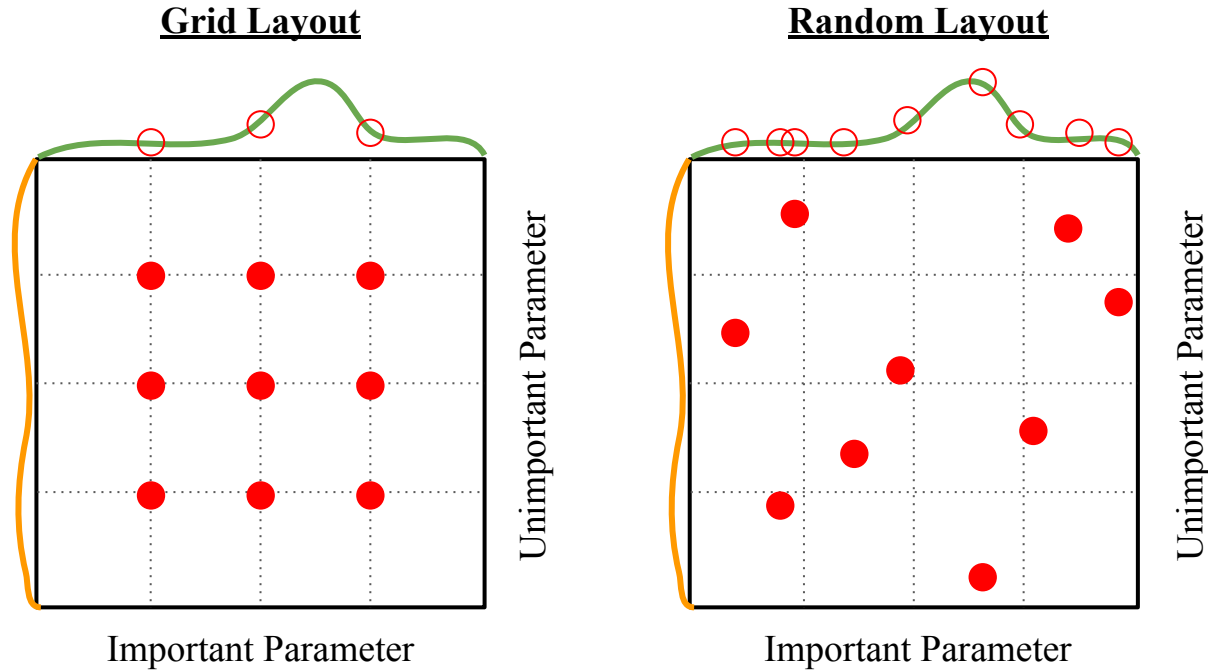 Grid Layout
Unimportant Parameter
Important Parameter
Random Layout
Unimportant Parameter
Important Parameter